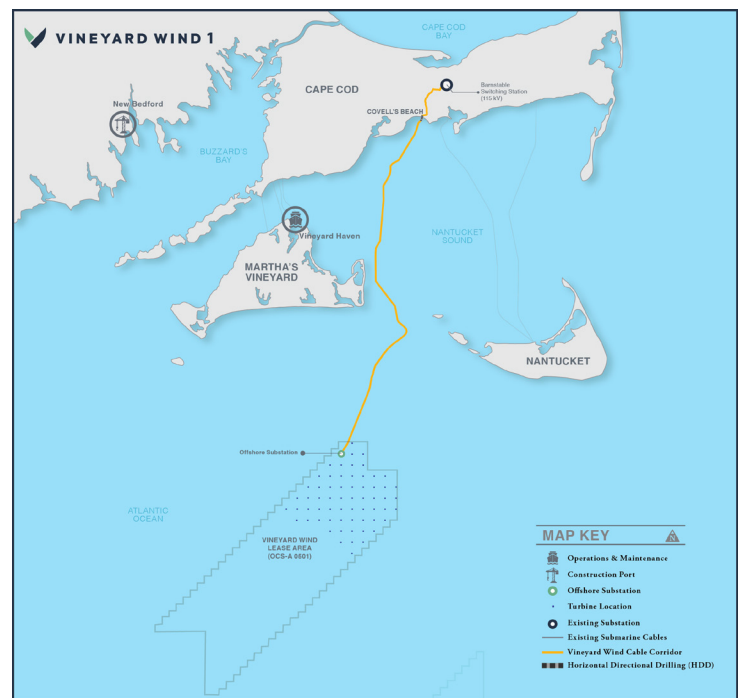 VINEYARD WIND 1
CAPE COD
BAY
CAPE COD
Barnstable
Switching Station
(115 kV)
New Bedford
COVELL'S BEACH
BUZZARD'S
BAY
Vineyard Haven
NANTUCKET
SOUND
MARTHA'S
VINEYARD
NANTUCKET
Offshore Substation
ATLANTIC
OCEAN
VINEYARD WIND
LEASE AREA
(OCS-A 0501)
MAP KEY
N
Operations & Maintenance
Construction Port
Offshore Substation
Turbine Location
Existing Substation
Existing Submarine Cables
Vineyard Wind Cable Corridor
Horizontal Directional Drilling (HDD)